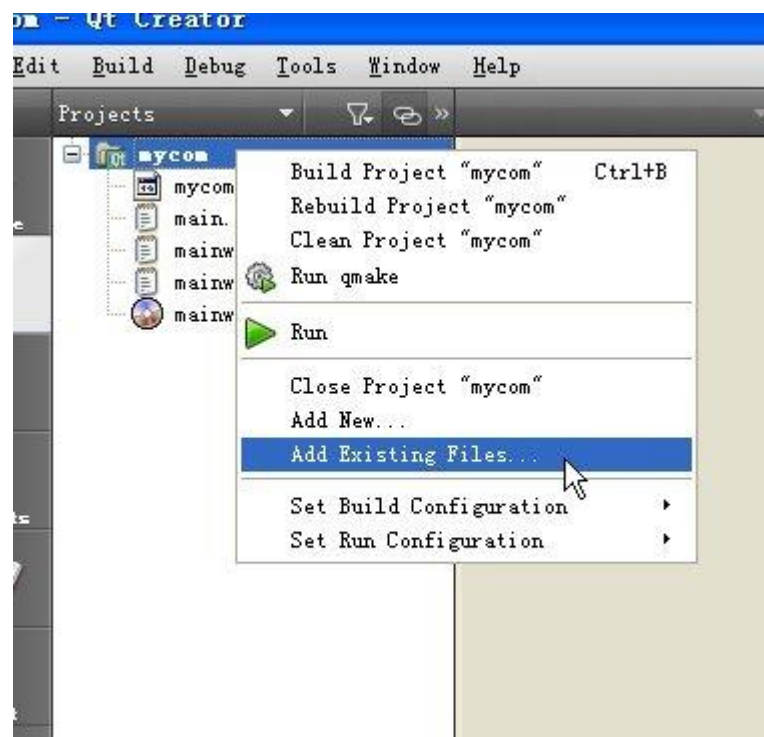 om - Qt Creator
Edit Build Debug Tools Window Help
Projects
mycom
mycom
main.
mainw
mainw
mainw
Build Project "mycom" Ctrl+B
Rebuild Project "mycom"
Clean Project "mycom"
Run qmake
Run
Close Project "mycom"
Add New...
Add Existing Files...
Set Build Configuration
Set Run Configuration